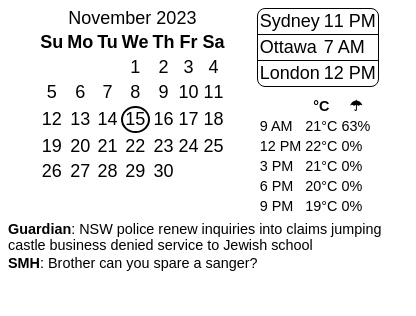 November 2023
Su Mo Tu We Th Fr Sa
1 2 3 4
5 6 7 8 9 10 11
12 13 14 15 16 17 18
19 20 21 22 23 24 25
26 27 28 29 30
Sydney 11 PM
Ottawa 7 AM
London 12 PM
°C ☂
9 AM 21°C 63%
12 PM 22°C 0%
3 PM 21°C 0%
6 PM 20°C 0%
9 PM 19°C 0%
Guardian: NSW police renew inquiries into claims jumping
castle business denied service to Jewish school
SMH: Brother can you spare a sanger?